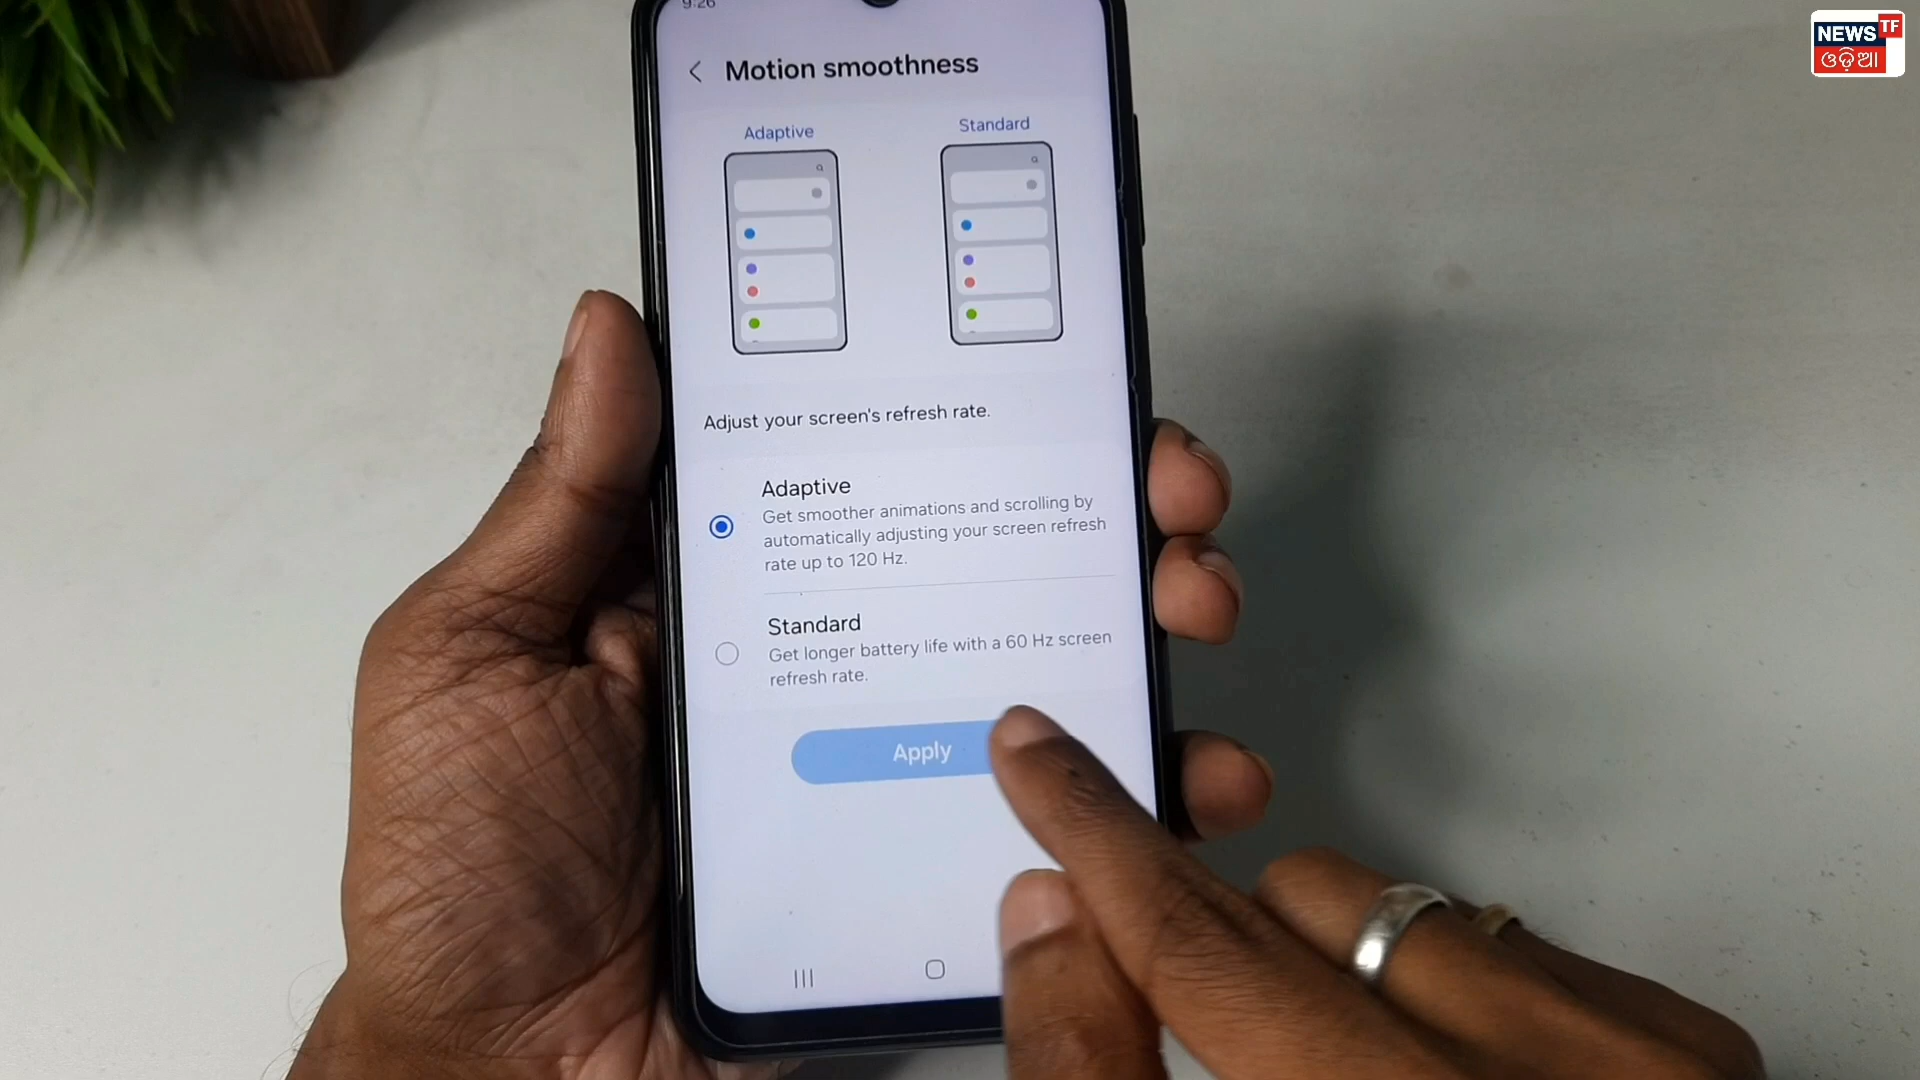 9:26
NEWS TF
ଓଡ଼ିଆ
Motion smoothness
Adaptive
Standard
Adjust your screen's refresh rate.
Adaptive
Get smoother animations and scrolling by
automatically adjusting your screen refresh
rate up to 120 Hz.
Standard
Get longer battery life with a 60 Hz screen
refresh rate.
Apply